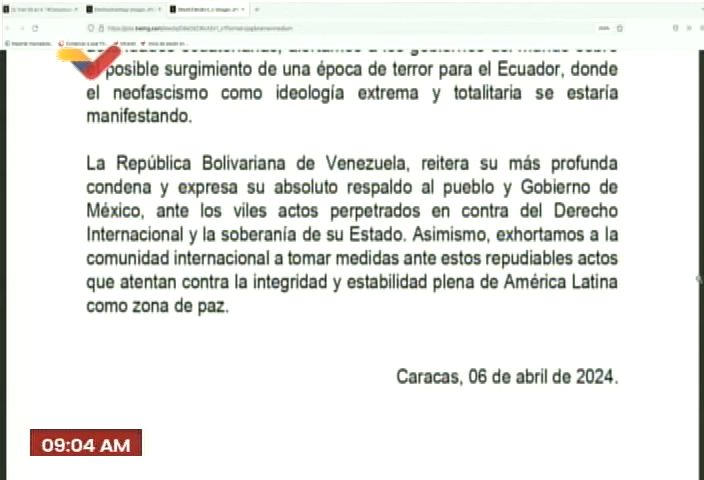 el posible surgimiento de una época de terror para el Ecuador, donde
el neofascismo como ideología extrema y totalitaria se estaría
manifestando.
La República Bolivariana de Venezuela, reitera su más profunda
condena y expresa su absoluto respaldo al pueblo y Gobierno de
México, ante los viles actos perpetrados en contra del Derecho
Internacional y la soberanía de su Estado. Asimismo, exhortamos a la
comunidad internacional a tomar medidas ante estos repudiables actos
que atentan contra la integridad y estabilidad plena de América Latina
como zona de paz.
Caracas, 06 de abril de 2024.
09:04 AM